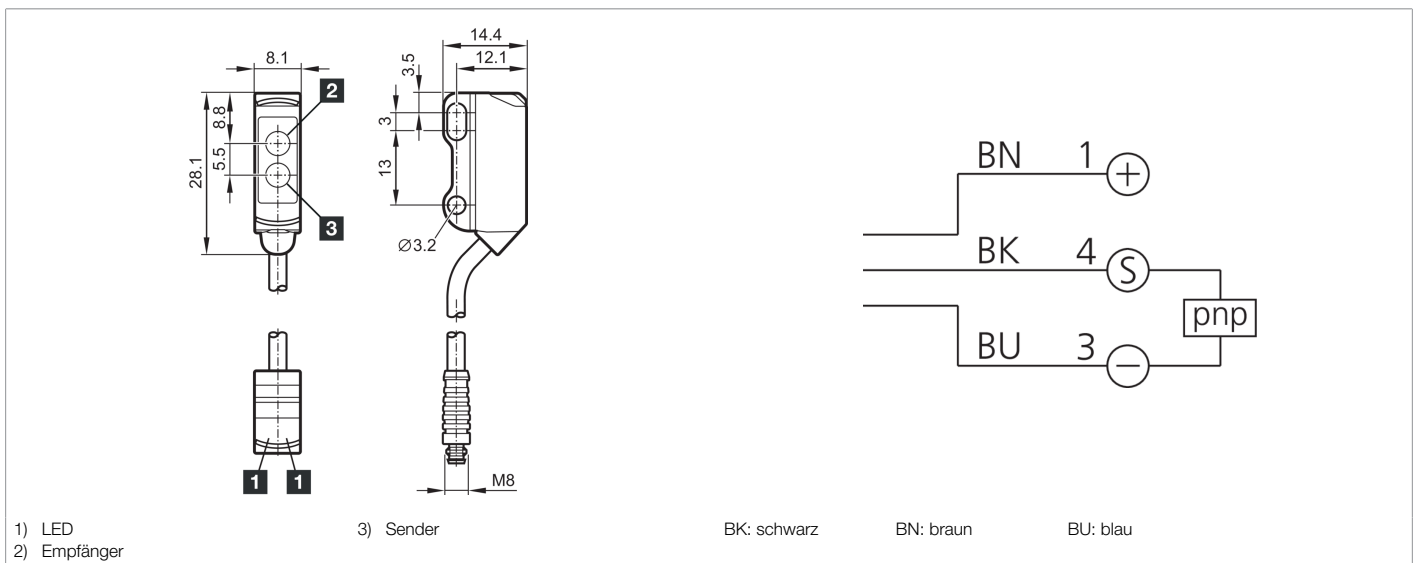 14.4
8.1
12.1
3.5
2
8.8
3
28.1
5.5
13
3
Ø3.2
1 1
M8
BN 1 +
BK 4 S
pnp
BU 3 −
1) LED
2) Empfänger
3) Sender
BK: schwarz BN: braun BU: blau